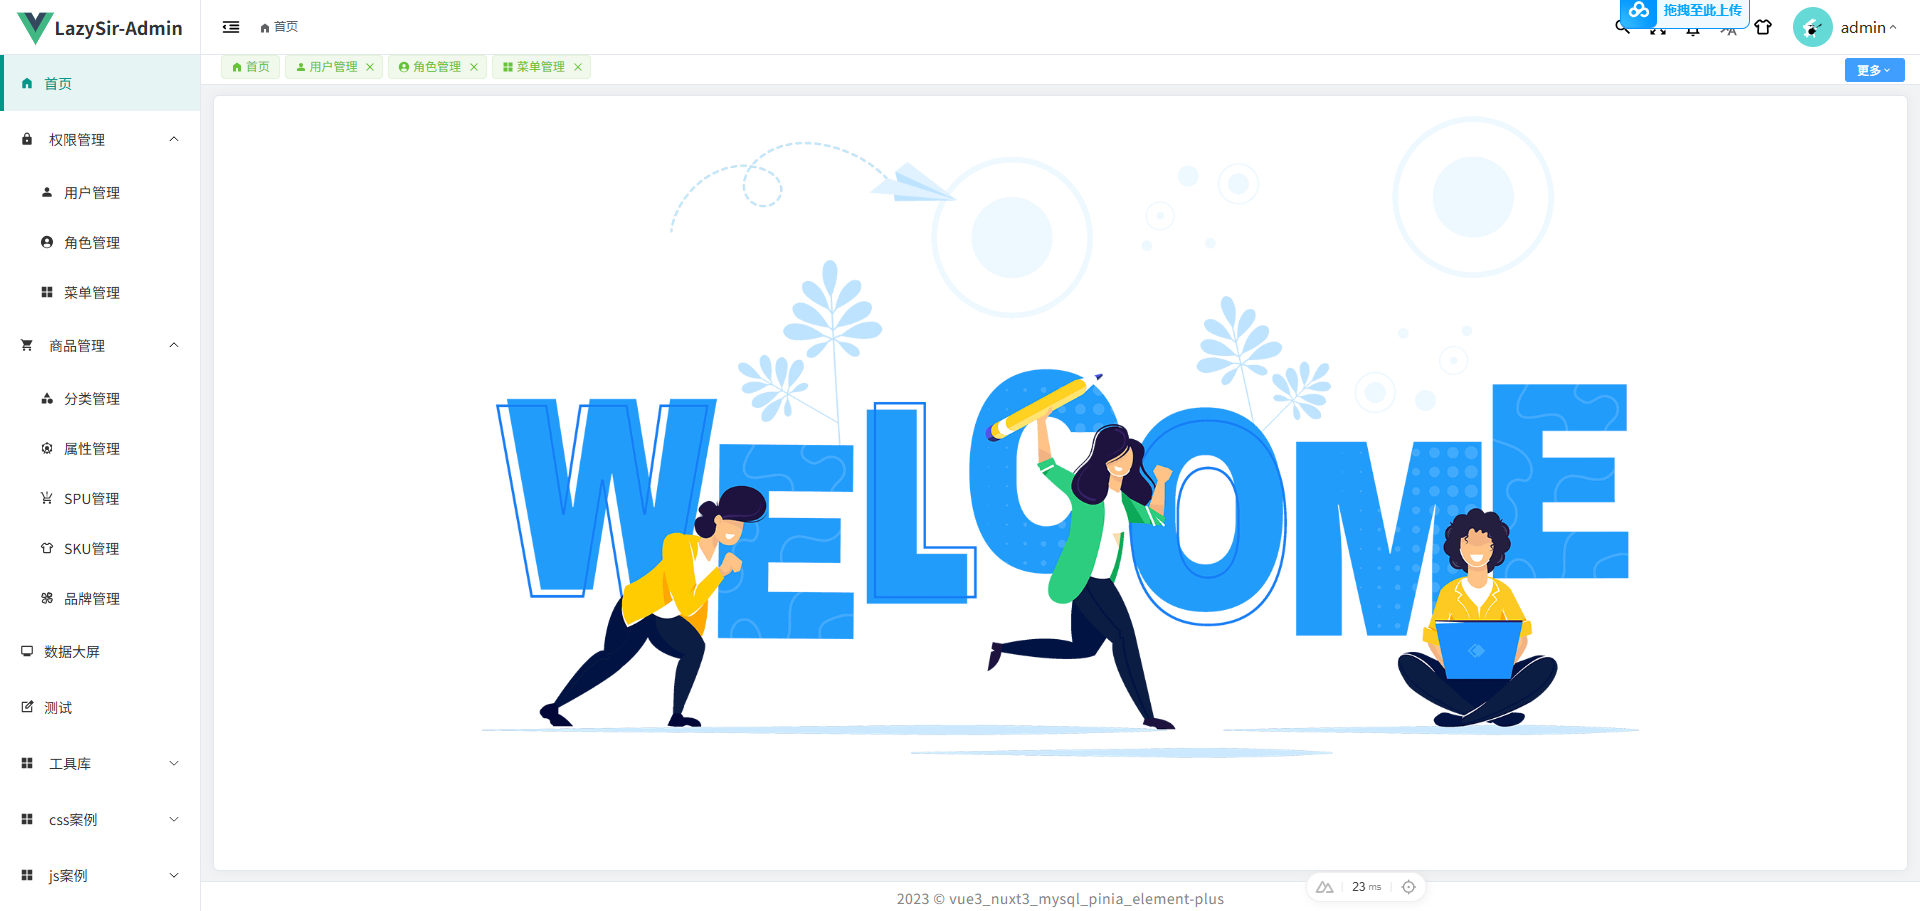 LazySir-Admin
首页
拖拽至此上传
admin
首页
用户管理
角色管理
菜单管理
更多
首页
权限管理
用户管理
角色管理
菜单管理
商品管理
分类管理
属性管理
SPU管理
SKU管理
品牌管理
数据大屏
测试
工具库
css案例
js案例
WELCOME
23 ms
2023 © vue3_nuxt3_mysql_pinia_element-plus